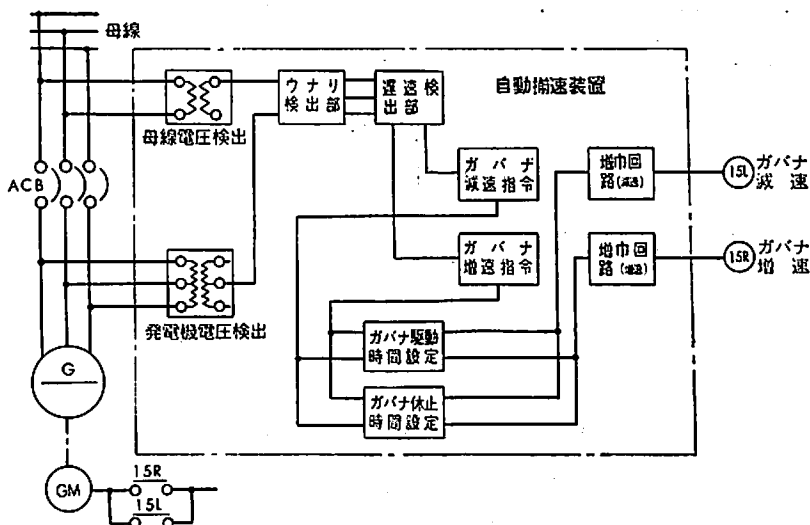 母線
自動揃速装置
ウナリ
検出部
遅速検
出部
母線電圧検出
ACB
ガバナ
減速指令
増巾回
路(減速)
15L
ガバナ
減速
ガバナ
増速指令
増巾回
路(増速)
15R
ガバナ
増速
発電機電圧検出
ガバナ駆動
時間設定
G
ガバナ休止
時間設定
GM
15R
15L